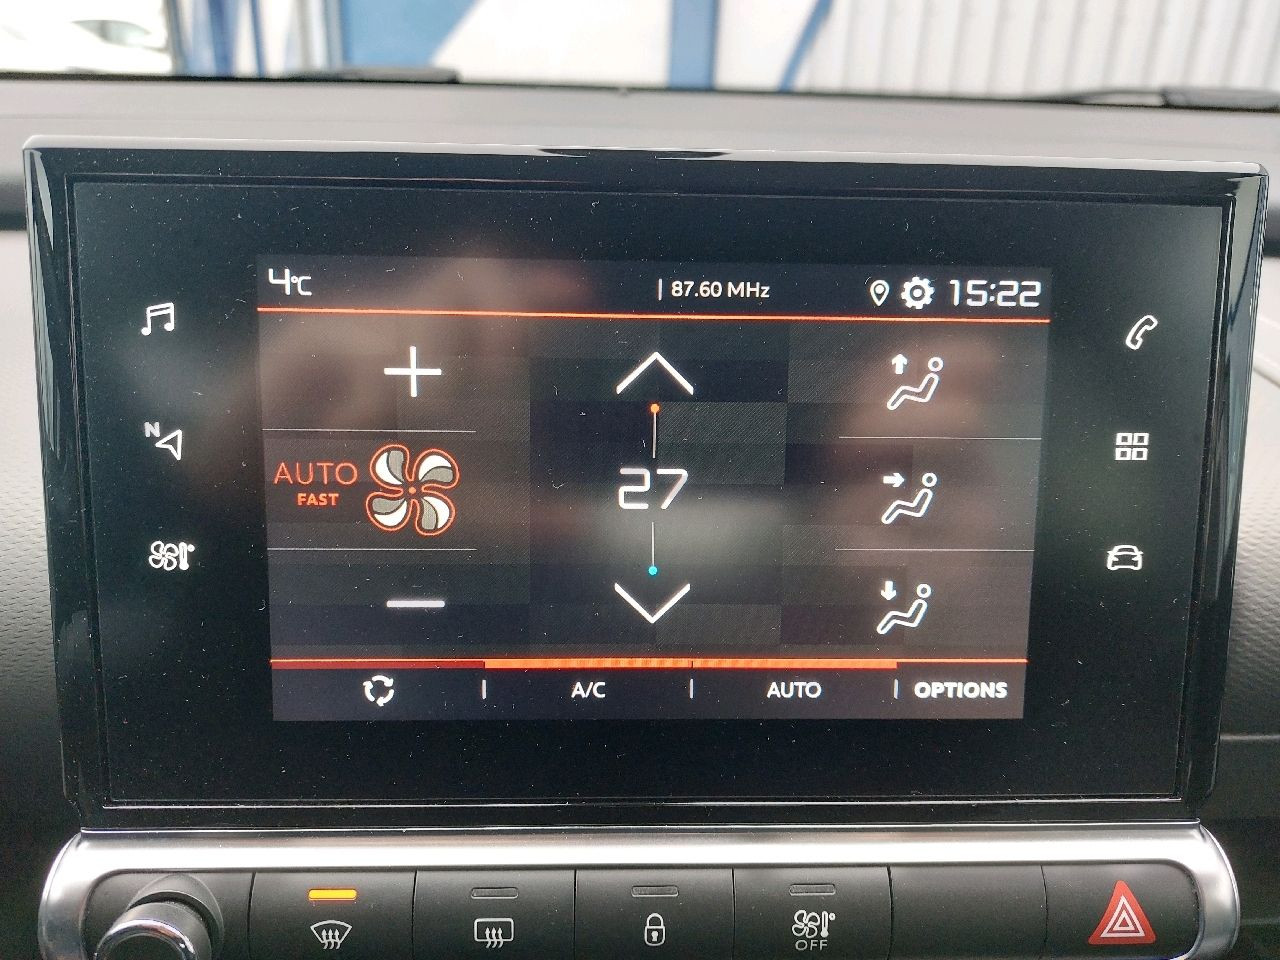 4°C
87.60 MHz
15:22
N
AUTO
FAST
27
A/C
AUTO
OPTIONS
OFF